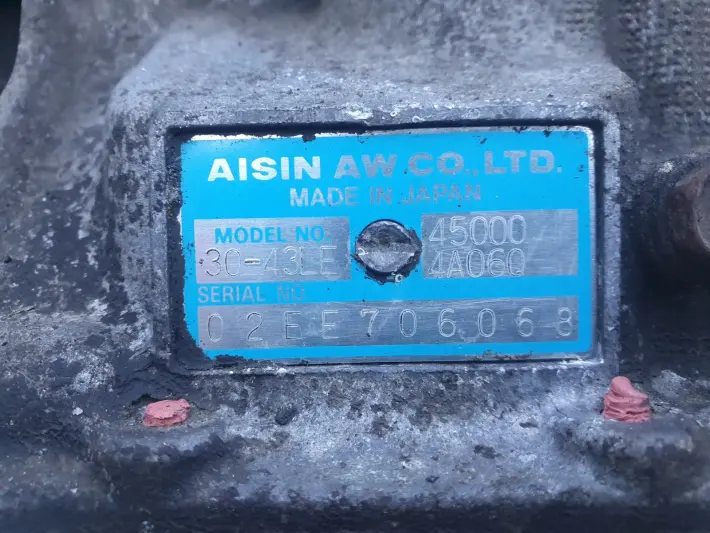 AISIN AW CO., LTD.
MADE IN JAPAN
MODEL NO. 45000
30-43LE 4A060
SERIAL NO.
02EE706068